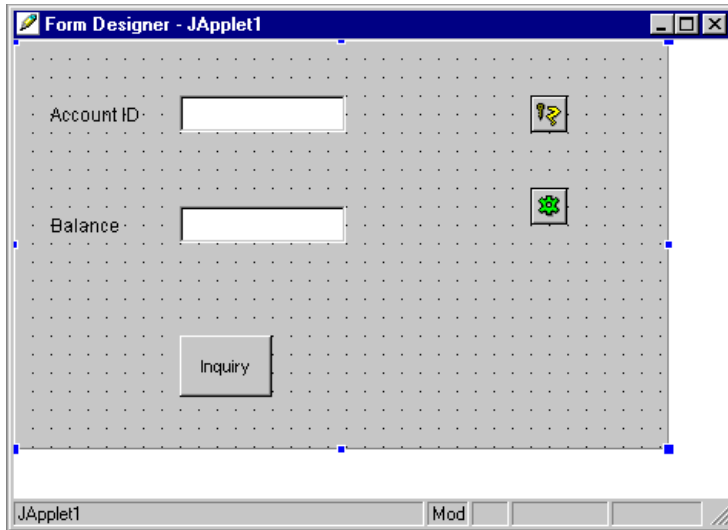 Form Designer - JApplet1
Account ID
Balance
Inquiry
JApplet1 Mod